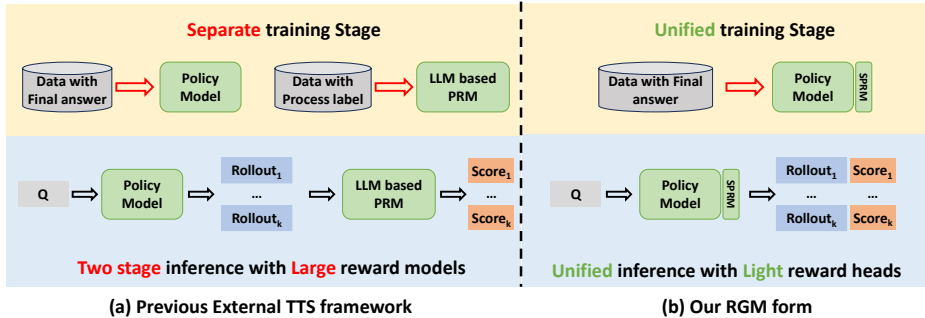 Separate training Stage
Data with
Final answer
Policy
Model
Data with
Process label
LLM based
PRM
Q
Policy
Model
Rollout₁
...
Rolloutₖ
LLM based
PRM
Score₁
...
Scoreₖ
Two stage inference with Large reward models
(a) Previous External TTS framework
Unified training Stage
Data with Final
answer
Policy
Model
SPRM
Q
Policy
Model
SPRM
Rollout₁
...
Rolloutₖ
Score₁
...
Scoreₖ
Unified inference with Light reward heads
(b) Our RGM form